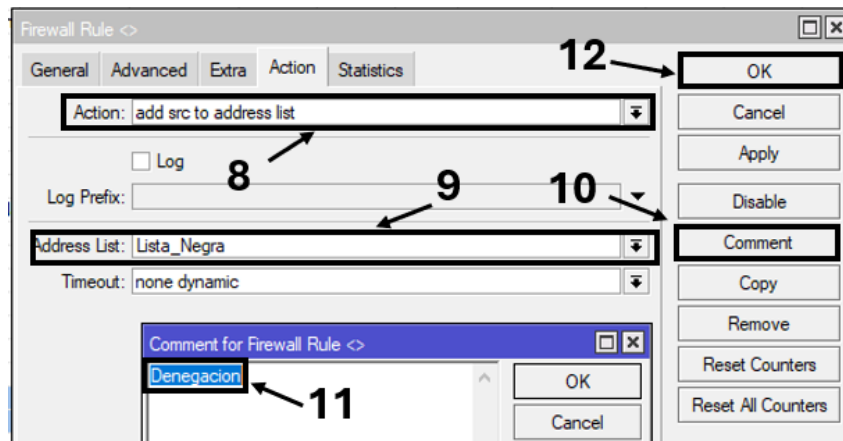 Firewall Rule <>
General Advanced Extra Action Statistics
12
OK
Action: add src to address list
Cancel
Log
8
Apply
Log Prefix:
9
10
Disable
Address List: Lista_Negra
Comment
Timeout: none dynamic
Copy
Remove
Comment for Firewall Rule <>
Reset Counters
Denegacion
11
OK
Reset All Counters
Cancel